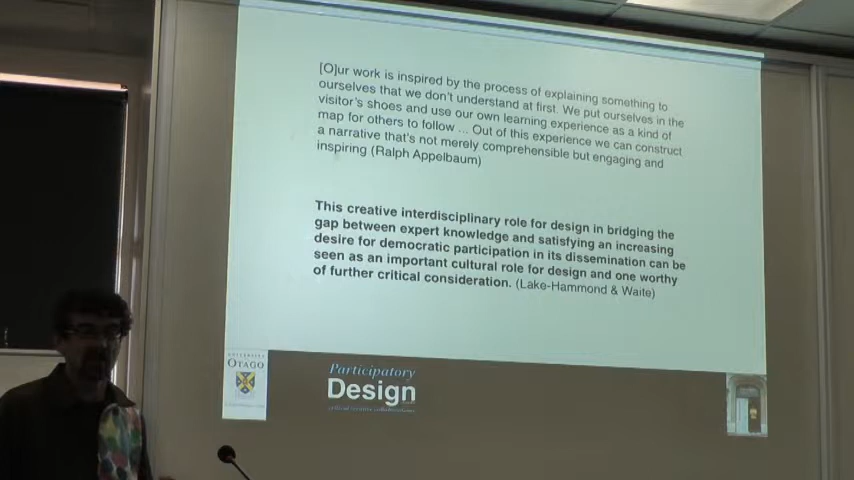 [O]ur work is inspired by the process of explaining something to
ourselves that we don't understand at first. We put ourselves in the
visitor's shoes and use our own learning experience as a kind of
map for others to follow ... Out of this experience we can construct
a narrative that's not merely comprehensible but engaging and
inspiring (Ralph Appelbaum)
This creative interdisciplinary role for design in bridging the
gap between expert knowledge and satisfying an increasing
desire for democratic participation in its dissemination can be
seen as an important cultural role for design and one worthy
of further critical consideration. (Lake-Hammond & Waite)
UNIVERSITY
OTAGO
Participatory
Design